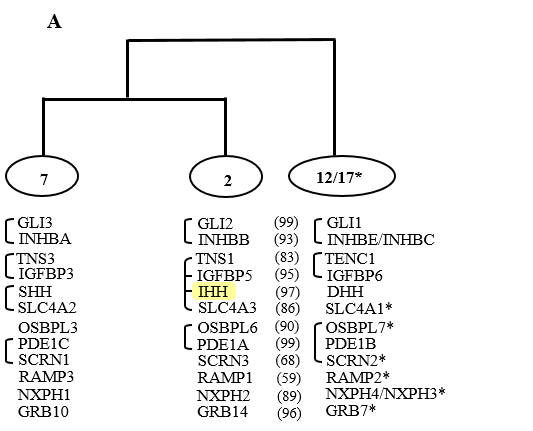 A
7 2 12/17*
GLI3 GLI2 (99) GLI1
INHBA INHBB (93) INHBE/INHBC
TNS3 TNS1 (83) TENC1
IGFBP3 IGFBP5 (95) IGFBP6
SHH IHH (97) DHH
SLC4A2 SLC4A3 (86) SLC4A1*
OSBPL3 OSBPL6 (90) OSBPL7*
PDE1C PDE1A (99) PDE1B
SCRN1 SCRN3 (68) SCRN2*
RAMP3 RAMP1 (59) RAMP2*
NXPH1 NXPH2 (89) NXPH4/NXPH3*
GRB10 GRB14 (96) GRB7*